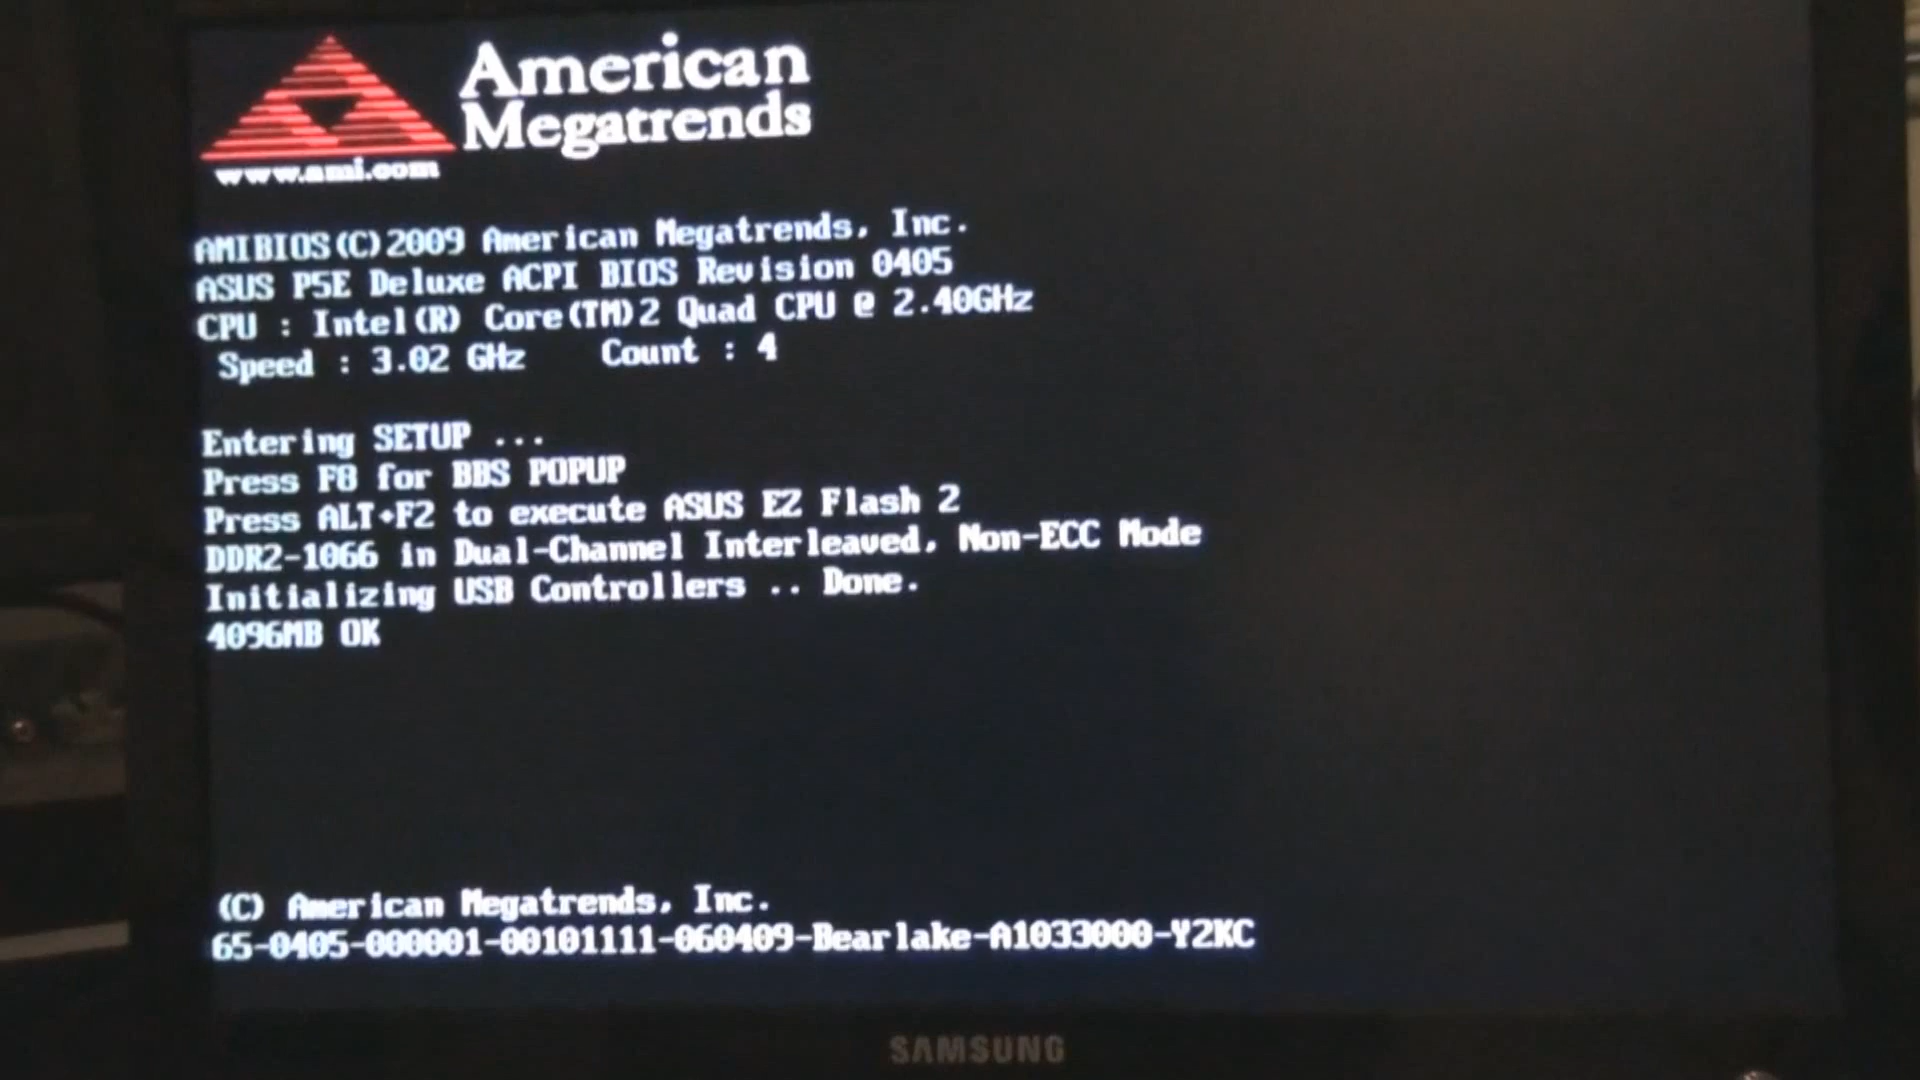 American
Megatrends
www.ami.com
AMIBIOS(C)2009 American Megatrends, Inc.
ASUS P5E Deluxe ACPI BIOS Revision 0405
CPU : Intel(R) Core(TM)2 Quad CPU @ 2.40GHz
Speed : 3.02 GHz Count : 4
Entering SETUP ...
Press F8 for BBS POPUP
Press ALT+F2 to execute ASUS EZ Flash 2
DDR2-1066 in Dual-Channel Interleaved, Non-ECC Mode
Initializing USB Controllers .. Done.
4096MB OK
(C) American Megatrends, Inc.
65-0405-000001-00101111-060409-Bearlake-A1033000-Y2KC
SAMSUNG